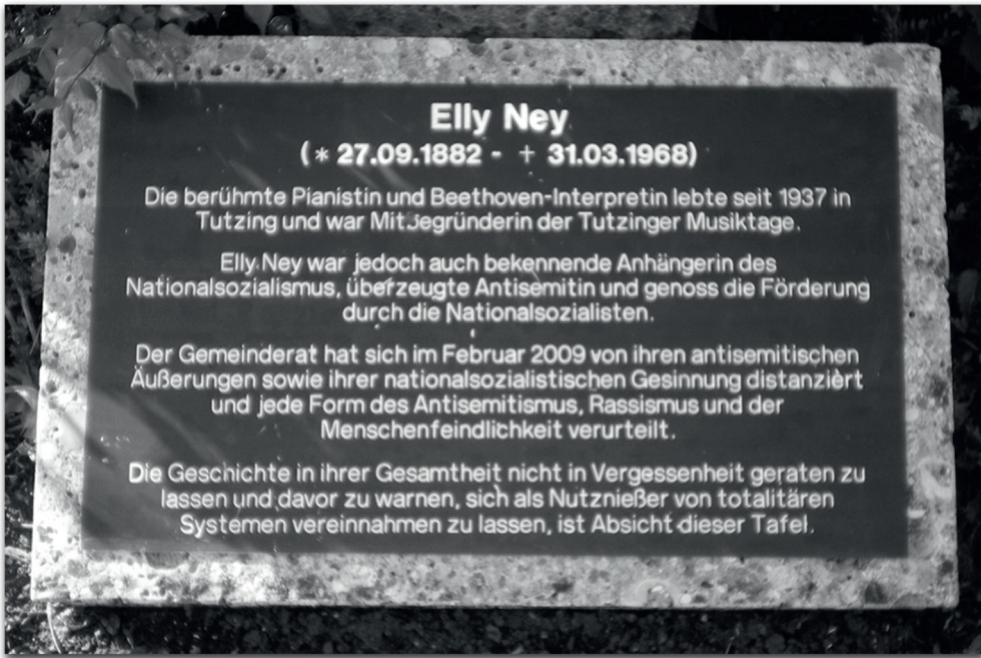 Elly Ney
(* 27.09.1882 - † 31.03.1968)
Die berühmte Pianistin und Beethoven-Interpretin lebte seit 1937 in
Tutzing und war Mitbegründerin der Tutzinger Musiktage.
Elly Ney war jedoch auch bekennende Anhängerin des
Nationalsozialismus, überzeugte Antisemitin und genoss die Förderung
durch die Nationalsozialisten.
Der Gemeinderat hat sich im Februar 2009 von ihren antisemitischen
Äußerungen sowie ihrer nationalsozialistischen Gesinnung distanziert
und jede Form des Antisemitismus, Rassismus und der
Menschenfeindlichkeit verurteilt.
Die Geschichte in ihrer Gesamtheit nicht in Vergessenheit geraten zu
lassen und davor zu warnen, sich als Nutznießer von totalitären
Systemen vereinnahmen zu lassen, ist Absicht dieser Tafel.